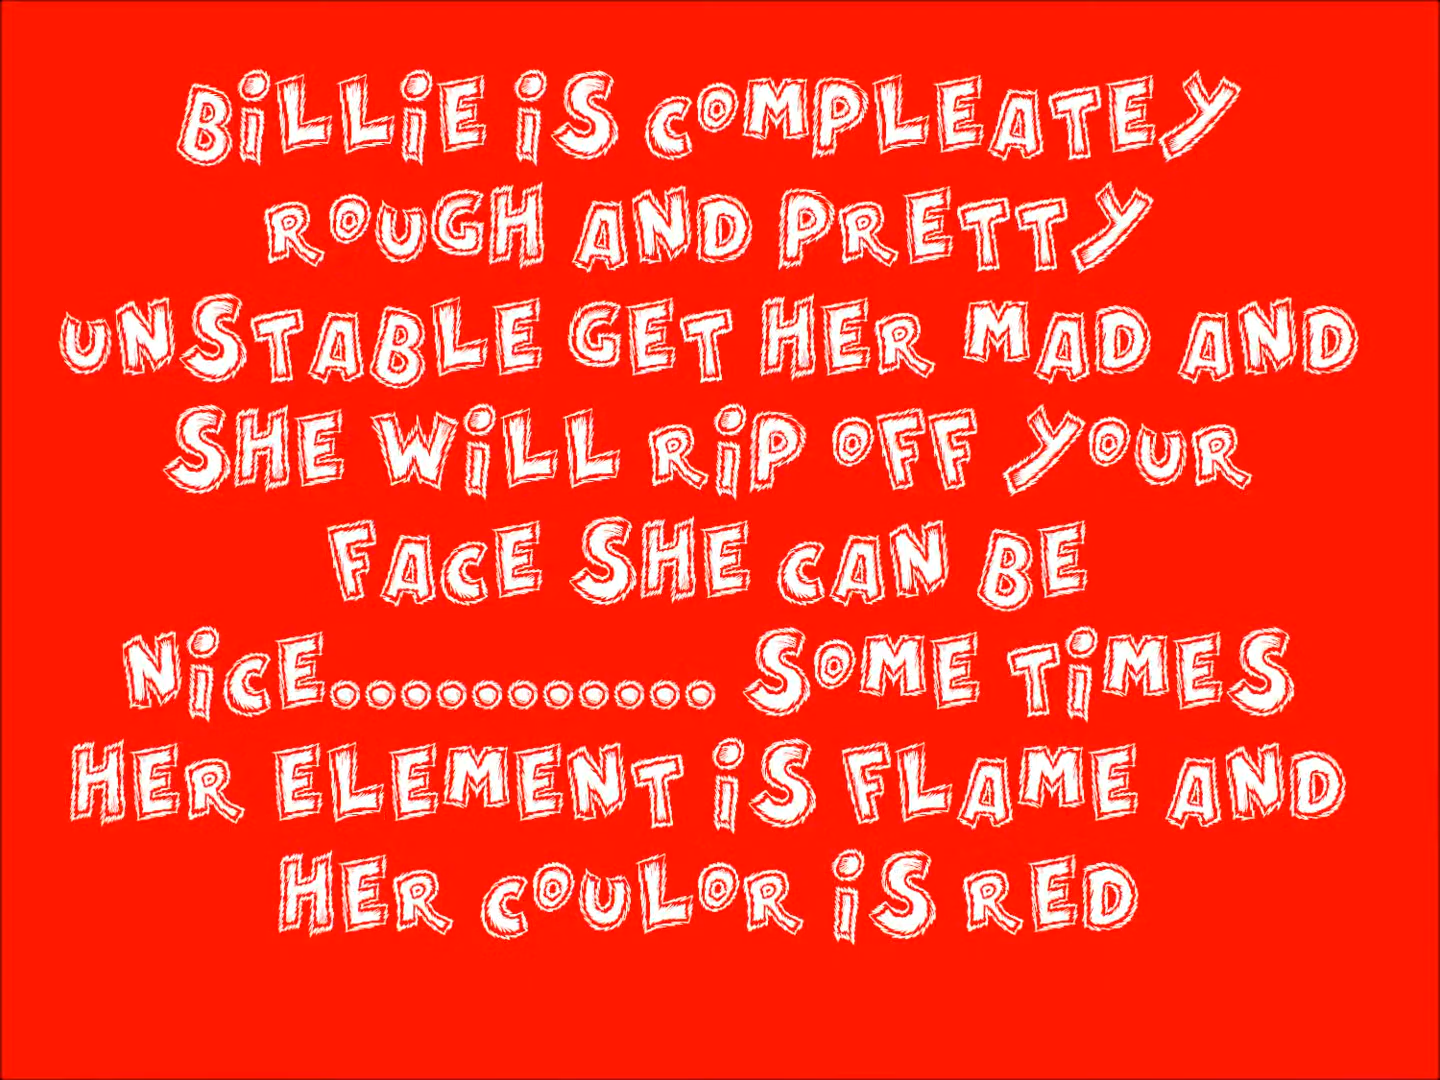 BiLLiE iS COMPLEATEY
ROUGH AND PRETTY
UNSTABLE GET HER MAD AND
SHE WiLL RiP OFF YOUR
FACE SHE CAN BE
NiCE........... SOME TiMES
HER ELEMENT iS FLAME AND
HER COULOR iS RED